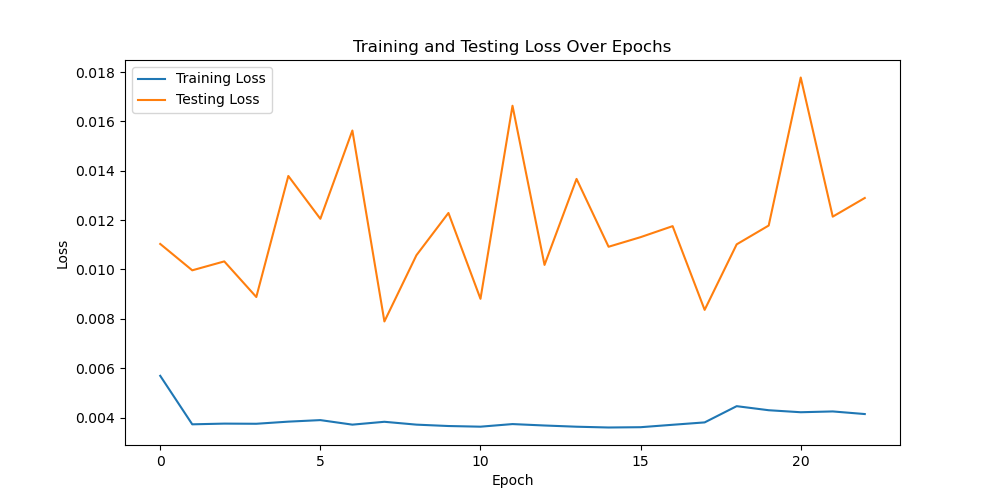 Training and Testing Loss Over Epochs
Training Loss
Testing Loss
0.018
0.016
0.014
0.012
0.010
0.008
0.006
0.004
Loss
0
5
10
15
20
Epoch